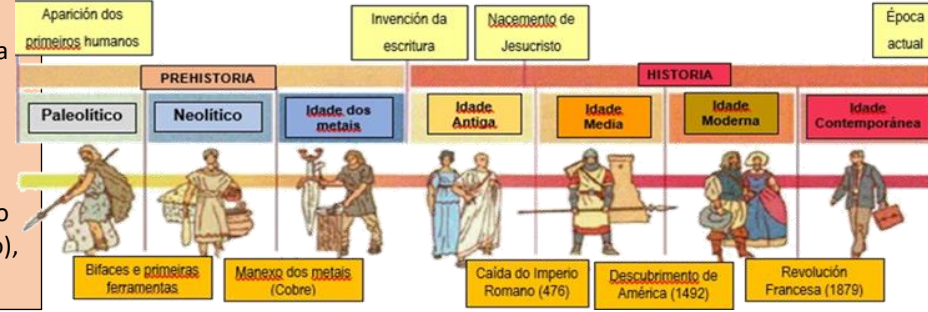 Aparición dos
primeiros humanos
Invención da
escritura
Nacemento de
Jesucristo
Época
actual
a
PREHISTORIA
HISTORIA
Paleolítico
Neolítico
Idade dos
metais
Idade
Antiga
Idade
Media
Idade
Moderna
Idade
Contemporánea
o
),
Bifaces e primeiras
ferramentas
Manexo dos metais
(Cobre)
Caída do Imperio
Romano (476)
Descubrimento de
América (1492)
Revolución
Francesa (1879)